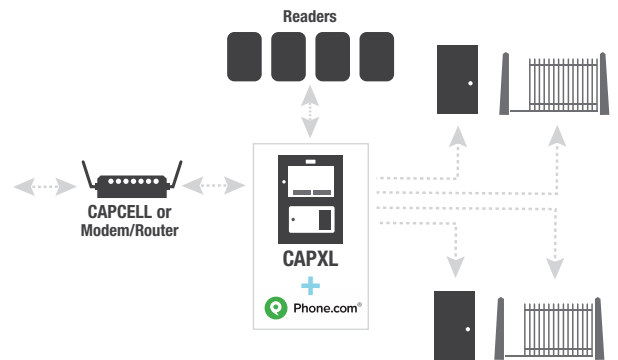 Readers
CAPCELL or
Modem/Router
CAPXL
+
Phone.com®